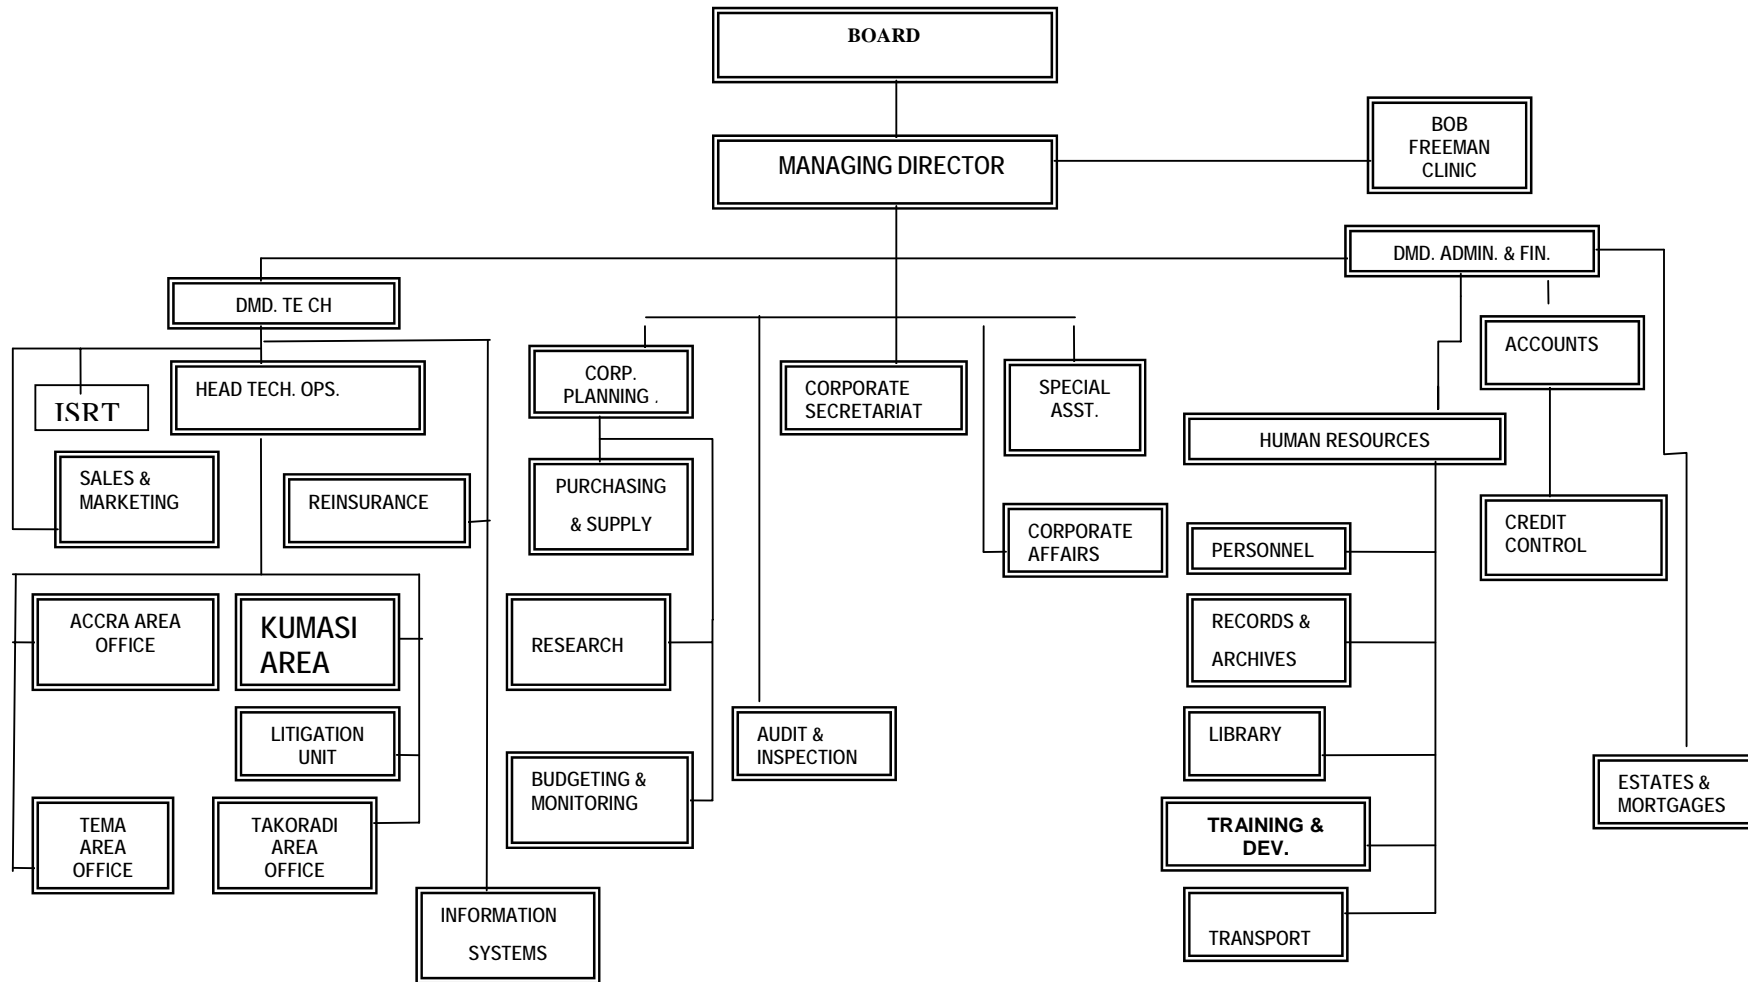 BOARD
MANAGING DIRECTOR
BOB
FREEMAN
CLINIC
DMD. ADMIN. & FIN.
DMD. TE CH
HEAD TECH. OPS.
ISRT
CORP.
PLANNING .
CORPORATE
SECRETARIAT
SPECIAL
ASST.
ACCOUNTS
HUMAN RESOURCES
SALES &
MARKETING
REINSURANCE
PURCHASING
& SUPPLY
CORPORATE
AFFAIRS
PERSONNEL
CREDIT
CONTROL
ACCRA AREA
OFFICE
KUMASI
AREA
RESEARCH
RECORDS &
ARCHIVES
LITIGATION
UNIT
AUDIT &
INSPECTION
LIBRARY
BUDGETING &
MONITORING
ESTATES &
MORTGAGES
TEMA
AREA
OFFICE
TAKORADI
AREA
OFFICE
TRAINING &
DEV.
INFORMATION
SYSTEMS
TRANSPORT